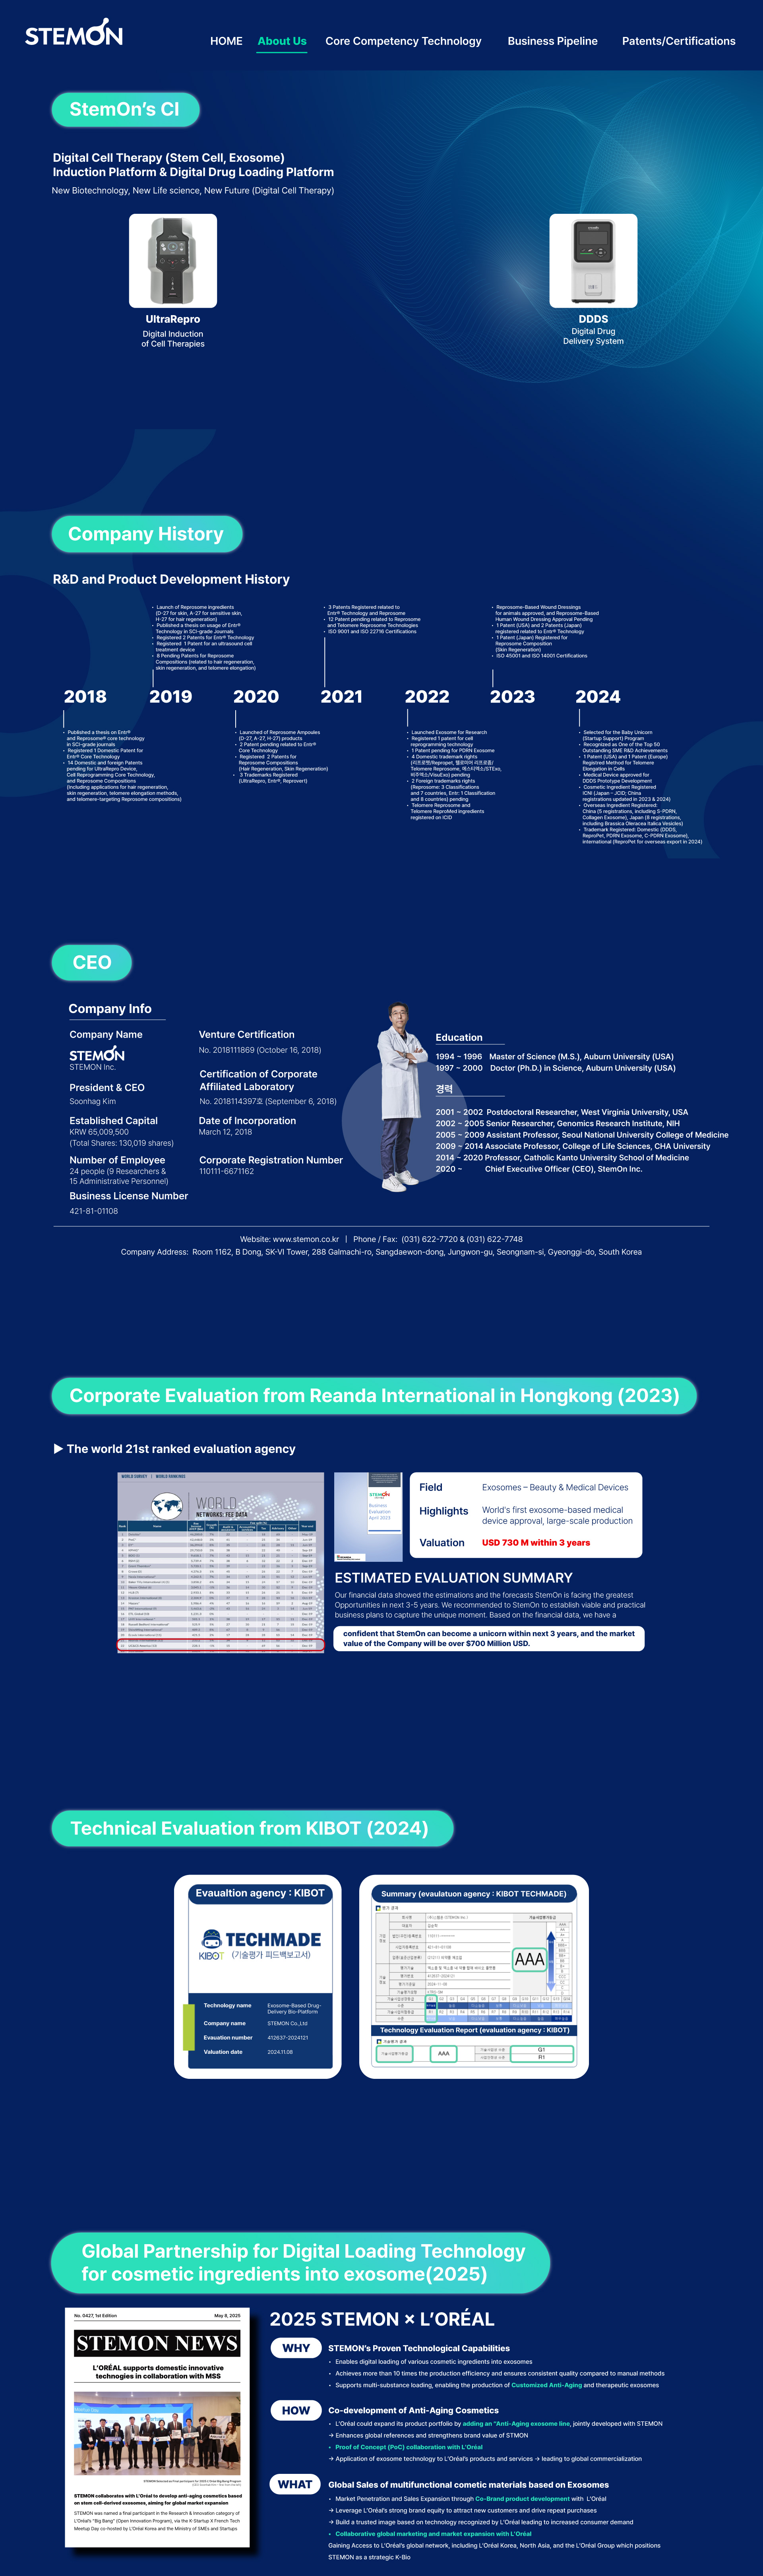 STEMON
HOME About Us Core Competency Technology Business Pipeline Patents/Certifications
StemOn's CI
Digital Cell Therapy (Stem Cell, Exosome)
Induction Platform & Digital Drug Loading Platform
New Biotechnology, New Life science, New Future (Digital Cell Therapy)
UltraRepro
Digital Induction
of Cell Therapies
DDDS
Digital Drug
Delivery System
Company History
R&D and Product Development History
• Launch of Reprosome ingredients
(D-27 for skin, A-27 for sensitive skin,
H-27 for hair regeneration)
• Published a thesis on usage of Entr®
Technology in SCI-grade Journals
• Registered 2 Patents for Entr® Technology
• Registered 1 Patent for an ultrasound cell
treatment device
• 8 Pending Patents for Reprosome
Compositions (related to hair regeneration,
skin regeneration, and telomere elongation)
• 3 Patents Registered related to
Entr® Technology and Reprosome
• 12 Patent pending related to Reprosome
and Telomere Reprosome Technologies
• ISO 9001 and ISO 22716 Certifications
• Reprosome-Based Wound Dressings
for animals approved, and Reprosome-Based
Human Wound Dressing Approval Pending
• 1 Patent (USA) and 2 Patents (Japan)
registered related to Entr® Technology
• 1 Patent (Japan) Registered for
Reprosome Composition
(Skin Regeneration)
• ISO 45001 and ISO 14001 Certifications
2018 2019 2020 2021 2022 2023 2024
• Published a thesis on Entr®
and Reprosome® core technology
in SCI-grade journals
• Registered 1 Domestic Patent for
Entr® Core Technology
• 14 Domestic and foreign Patents
pending for UltraRepro Device,
Cell Reprogramming Core Technology,
and Reprosome Compositions
(Including applications for hair regeneration,
skin regeneration, telomere elongation methods,
and telomere-targeting Reprosome compositions)
• Launched of Reprosome Ampoules
(D-27, A-27, H-27) products
• 2 Patent pending related to Entr®
Core Technology
• Registered 2 Patents for
Reprosome Compositions
(Hair Regeneration, Skin Regeneration)
• 3 Trademarks Registered
(UltraRepro, Entr®, Reprovert)
• Launched Exosome for Research
• Registered 1 patent for cell
reprogramming technology
• 1 Patent pending for PDRN Exosome
• 4 Domestic trademark rights
Telomere Reprosome,
pending
• 2 Foreign trademarks rights
(Reprosome: 3 Classifications
and 7 countries, Entr: 1 Classification
and 8 countries) pending
• Telomere Reprosome and
Telomere ReproMed ingredients
registered on ICID
• Selected for the Baby Unicorn
(Startup Support) Program
• Recognized as One of the Top 50
Outstanding SME R&D Achievements
• 1 Patent (USA) and 1 Patent (Europe)
Registred Method for Telomere
Elongation in Cells
• Medical Device approved for
DDDS Prototype Development
• Cosmetic Ingredient Registered
ICNI (Japan – JCID; China
registrations updated in 2023 & 2024)
• Overseas Ingredient Registered:
China (5 registrations, including S-PDRN,
Collagen Exosome), Japan (8 registrations,
including Brassica Oleracea Italica Vesicles)
• Trademark Registered: Domestic (DDDS,
ReproPet, PDRN Exosome, C-PDRN Exosome),
international (ReproPet for overseas export in 2024)
CEO
Company Info
Company Name
STEMON
STEMON Inc.
President & CEO
Soonhag Kim
Established Capital
KRW 65,009,500
(Total Shares: 130,019 shares)
Number of Employee
24 people (9 Researchers &
15 Administrative Personnel)
Business License Number
421-81-01108
Venture Certification
No. 2018111869 (October 16, 2018)
Certification of Corporate
Affiliated Laboratory
No. 2018114397호 (September 6, 2018)
Date of Incorporation
March 12, 2018
Corporate Registration Number
110111-6671162
Education
1994 ~ 1996 Master of Science (M.S.), Auburn University (USA)
1997 ~ 2000 Doctor (Ph.D.) in Science, Auburn University (USA)
경력
2001 ~ 2002 Postdoctoral Researcher, West Virginia University, USA
2002 ~ 2005 Senior Researcher, Genomics Research Institute, NIH
2005 ~ 2009 Assistant Professor, Seoul National University College of Medicine
2009 ~ 2014 Associate Professor, College of Life Sciences, CHA University
2014 ~ 2020 Professor, Catholic Kanto University School of Medicine
2020 ~ Chief Executive Officer (CEO), StemOn Inc.
Website: www.stemon.co.kr | Phone / Fax: (031) 622-7720 & (031) 622-7748
Company Address: Room 1162, B Dong, SK-VI Tower, 288 Galmachi-ro, Sangdaewon-dong, Jungwon-gu, Seongnam-si, Gyeonggi-do, South Korea
Corporate Evaluation from Reanda International in Hongkong (2023)
▶ The world 21st ranked evaluation agency
WORLD SURVEY | WORLD RANKINGS
WORLD
NETWORKS: FEE DATA
STEMON
Business
Evaluation
April 2023
Field Exosomes – Beauty & Medical Devices
Highlights World's first exosome-based medical
device approval, large-scale production
Valuation USD 730 M within 3 years
ESTIMATED EVALUATION SUMMARY
Our financial data showed the estimations and the forecasts StemOn is facing the greatest
Opportunities in next 3-5 years. We recommended to StemOn to establish viable and practical
business plans to capture the unique moment. Based on the financial data, we have a
confident that StemOn can become a unicorn within next 3 years, and the market
value of the Company will be over $700 Million USD.
Technical Evaluation from KIBOT (2024)
Evaualtion agency : KIBOT
KIBOT TECHMADE
(기술평가 피드백보고서)
Technology name Exosome-Based Drug-
Delivery Bio-Platform
Company name STEMON Co.,Ltd
Evauation number 412637-2024121
Valuation date 2024.11.08
Summary (evaulatuon agency : KIBOT TECHMADE)
AAA
Technology Evaluation Report (evaluation agency : KIBOT)
AAA
G1
R1
Global Partnership for Digital Loading Technology
for cosmetic ingredients into exosome(2025)
No. 0427, 1st Edition May 8, 2025
STEMON NEWS
L'ORÉAL supports domestic innovative
technogies in collaboration with MSS
STEMON collaborates with L'Oréal to develop anti-aging cosmetics based
on stem cell-derived exosomes, aiming for global market expansion
STEMON was named a final participant in the Research & Innovation category of
L'Oréal's "Big Bang" (Open Innovation Program), via the K-Startup X French Tech
Meetup Day co-hosted by L'Oréal Korea and the Ministry of SMEs and Startups
2025 STEMON × L'ORÉAL
WHY STEMON's Proven Technological Capabilities
• Enables digital loading of various cosmetic ingredients into exosomes
• Achieves more than 10 times the production efficiency and ensures consistent quality compared to manual methods
• Supports multi-substance loading, enabling the production of Customized Anti-Aging and therapeutic exosomes
HOW Co-development of Anti-Aging Cosmetics
• L'Oréal could expand its product portfolio by adding an "Anti-Aging exosome line, jointly developed with STEMON
→ Enhances global references and strengthens brand value of STMON
• Proof of Concept (PoC) collaboration with L'Oréal
→ Application of exosome technology to L'Oréal's products and services → leading to global commercialization
WHAT Global Sales of multifunctional cometic materials based on Exosomes
• Market Penetration and Sales Expansion through Co-Brand product development with L'Oréal
→ Leverage L'Oréal's strong brand equity to attract new customers and drive repeat purchases
→ Build a trusted image based on technology recognized by L'Oréal leading to increased consumer demand
• Collaborative global marketing and market expansion with L'Oréal
Gaining Access to L'Oréal's global network, including L'Oréal Korea, North Asia, and the L'Oréal Group which positions
STEMON as a strategic K-Bio